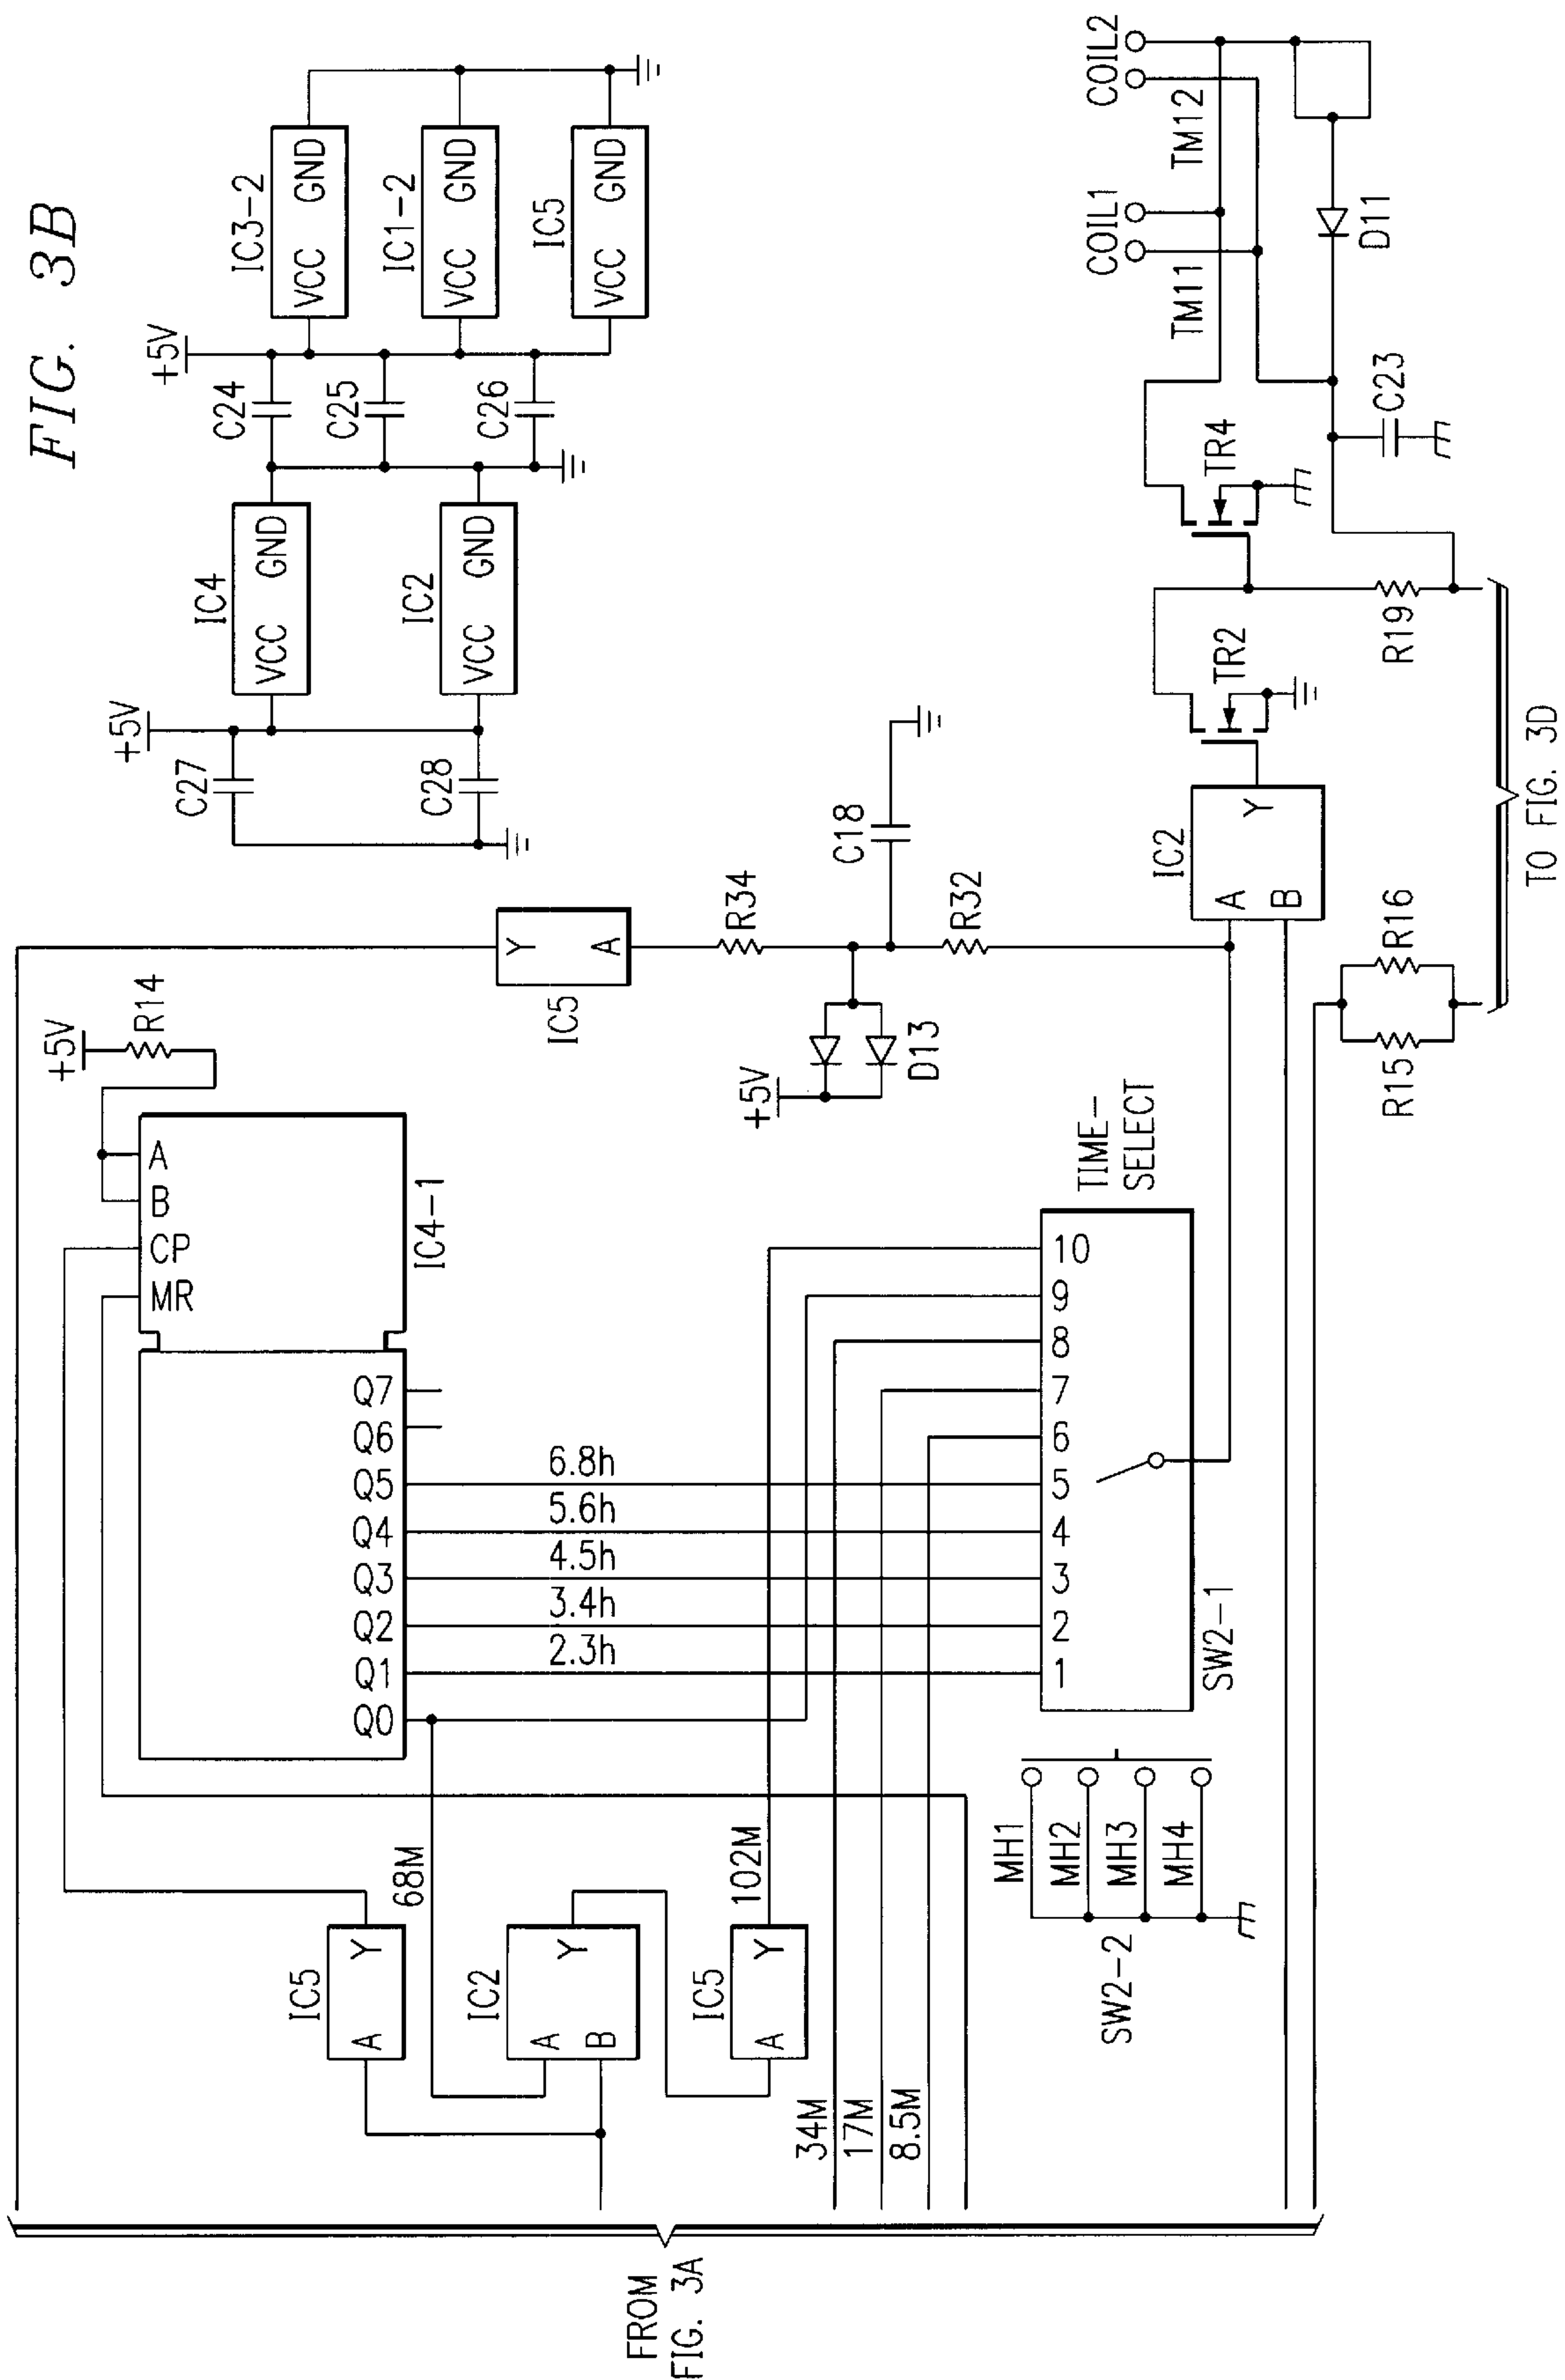 FIG. 3B
+5V
R14
A
B
CP
MR
IC4-1
Q7
Q6
Q5
Q4
Q3
Q2
Q1
Q0
6.8h
5.6h
4.5h
3.4h
2.3h
68M
IC5
A
Y
IC2
A
B
Y
IC5
A
Y
102M
34M
17M
8.5M
FROM
FIG. 3A
TIME-
SELECT
10
9
8
7
6
5
4
3
2
1
SW2-1
MH1
MH2
MH3
MH4
SW2-2
IC5
Y
A
R34
C18
R32
+5V
D13
+5V
C27
C28
IC4
VCC GND
IC2
VCC GND
+5V
C24
C25
C26
IC3-2
VCC GND
IC1-2
VCC GND
IC5
VCC GND
IC2
A
B
Y
TR2
TR4
R19
R15
R16
TO FIG. 3D
C23
D11
COIL1
COIL2
TM11
TM12